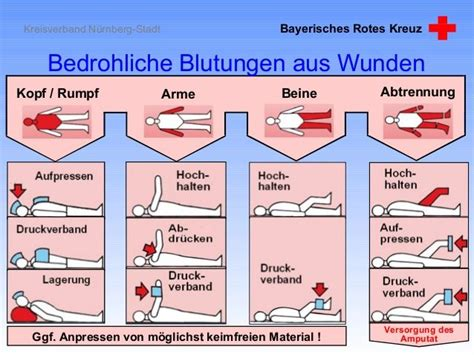 Kreisverband Nürnberg-Stadt
Bayerisches Rotes Kreuz
Bedrohliche Blutungen aus Wunden
Kopf / Rumpf
Arme
Beine
Abtrennung
Aufpressen
Druckverband
Lagerung
Hoch-
halten
Ab-
drücken
Druck-
verband
Hoch-
halten
Druck-
verband
Hoch-
halten
Auf-
pressen
Druck-
verband
Ggf. Anpressen von möglichst keimfreien Material !
Versorgung des
Amputat